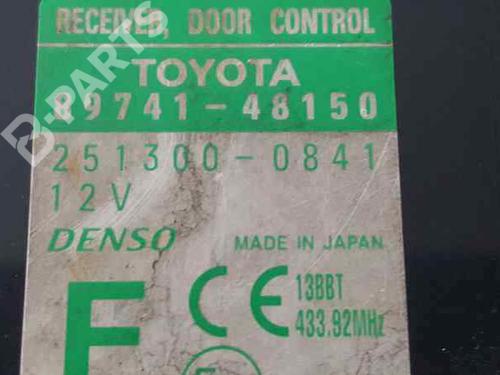 RECEIVER, DOOR CONTROL
TOYOTA
89741-48150
251300-0841
12V
DENSO
MADE IN JAPAN
F
CE
13BBT
433.92MHz
B-PARTS